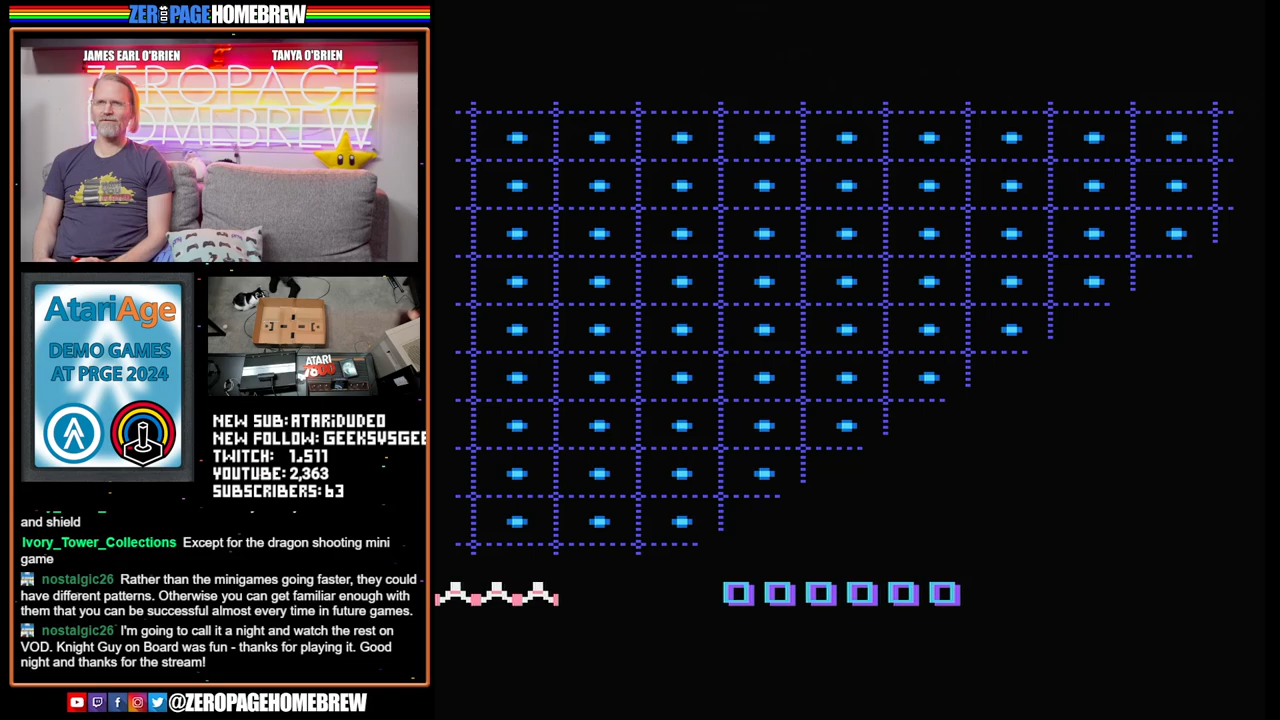 ZEROPAGE HOMEBREW
JAMES EARL O'BRIEN
TANYA O'BRIEN
ZEROPAGE
HOMEBREW
AtariAge
DEMO GAMES
AT PRGE 2024
ATARI
7800
NEW SUB: ATARIDUDEO
NEW FOLLOW: GEEKSYSGEE
TWITCH: 1,511
YOUTUBE: 2,363
SUBSCRIBERS: 63
and shield
Ivory_Tower_Collections Except for the dragon shooting mini
game
nostalgic26 Rather than the minigames going faster, they could
have different patterns. Otherwise you can get familiar enough with
them that you can be successful almost every time in future games.
nostalgic26 I'm going to call it a night and watch the rest on
VOD. Knight Guy on Board was fun - thanks for playing it. Good
night and thanks for the stream!
@ZEROPAGEHOMEBREW